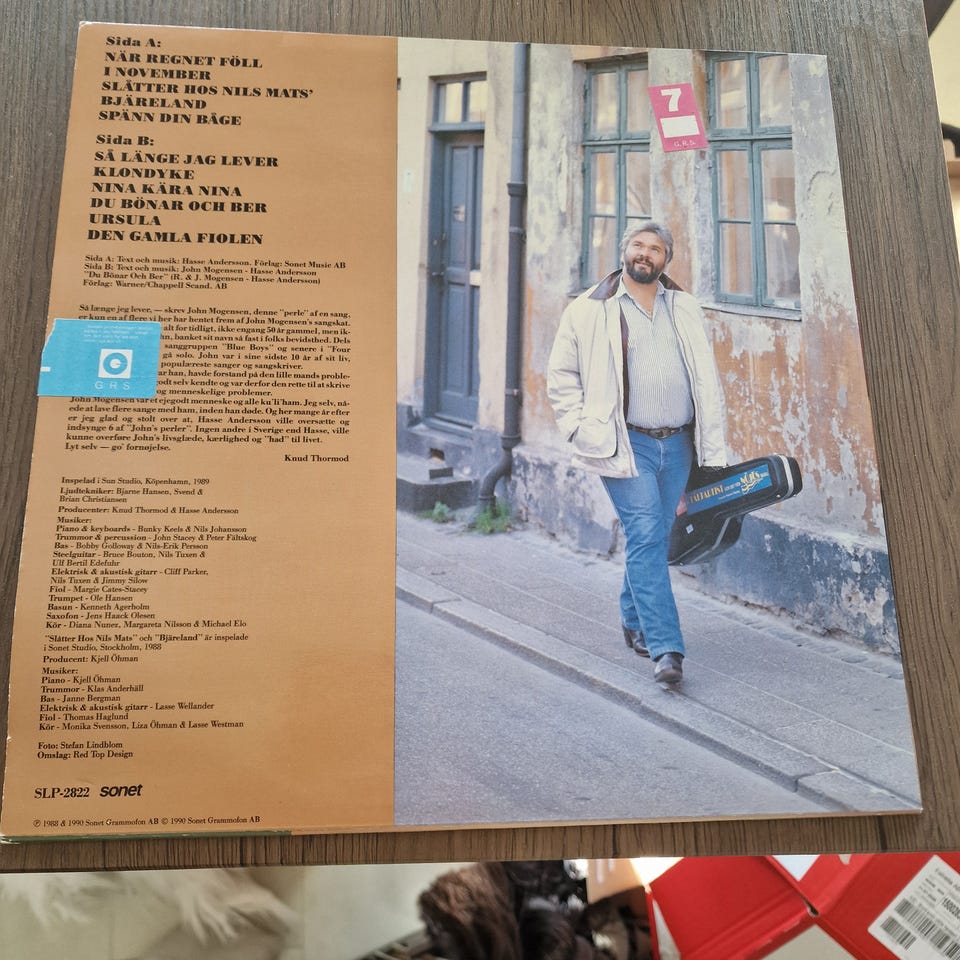 Sida A:
NÄR REGNET FÖLL
I NOVEMBER
SLÅTTER HOS NILS MATS'
BJÄRELAND
SPÄNN DIN BÅGE
Sida B:
SÅ LÄNGE JAG LEVER
KLONDYKE
NINA KÄRA NINA
DU BÖNAR OCH BER
URSULA
DEN GAMLA FIOLEN
Sida A: Text och musik: Hasse Andersson. Förlag: Sonet Music AB
Sida B: Text och musik: John Mogensen - Hasse Andersson
"Du Bönar Och Ber" (R. & J. Mogensen - Hasse Andersson)
Förlag: Warner/Chappell Scand. AB
Så længe jeg lever, — skrev John Mogensen, denne "perle" af en sang,
er kun en af flere vi her har hentet frem af John Mogensen's sangskat.
alt for tidligt, ikke engang 50 år gammel, men ik-
hn, banket sit navn så fast i folks bevidsthed. Dels
sanggruppen "Blue Boys" og senere i "Four
gå solo. John var i sine sidste 10 år af sit liv,
populæreste sanger og sangskriver.
ar han, havde forstand på den lille mands proble-
godt selv kendte og var derfor den rette til at skrive
og menneskelige problemer.
John Mogensen var et ejegodt menneske og alle ku'li'ham. Jeg selv, nå-
ede at lave flere sange med ham, inden han døde. Og her mange år efter
er jeg glad og stolt over at, Hasse Andersson ville oversætte og
indsynge 6 af "John's perler". Ingen andre i Sverige end Hasse, ville
kunne overføre John's livsglæde, kærlighed og "had" til livet.
Lyt selv — go' fornøjelse.
Knud Thormod
GRS
Inspelad i Sun Studio, Köpenhamn, 1989
Ljudtekniker: Bjarne Hansen, Svend &
Brian Christiansen
Producenter: Knud Thormod & Hasse Andersson
Musiker:
Piano & keyboards - Bunky Keels & Nils Johansson
Trummor & percussion - John Stacey & Peter Fältskog
Bas - Bobby Golloway & Nils-Erik Persson
Steelguitar - Bruce Bouton, Nils Tuxen &
Ulf Bertil Edefuhr
Elektrisk & akustisk gitarr - Cliff Parker,
Nils Tuxen & Jimmy Silow
Fiol - Margie Cates-Stacey
Trumpet - Ole Hansen
Basun - Kenneth Agerholm
Saxofon - Jens Haack Olesen
Kör - Diana Nunez, Margareta Nilsson & Michael Elo
"Slåtter Hos Nils Mats" och "Bjäreland" är inspelade
i Sonet Studio, Stockholm, 1988
Producent: Kjell Öhman
Musiker:
Piano - Kjell Öhman
Trummor - Klas Anderhäll
Bas - Janne Bergman
Elektrisk & akustisk gitarr - Lasse Wellander
Fiol - Thomas Haglund
Kör - Monika Svensson, Liza Öhman & Lasse Westman
Foto: Stefan Lindblom
Omslag: Red Top Design
SLP-2822 sonet
℗ 1988 & 1990 Sonet Grammofon AB © 1990 Sonet Grammofon AB
7
G.R.S.